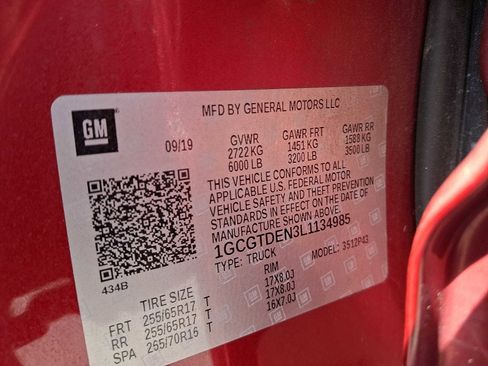 GM
MFD BY GENERAL MOTORS LLC
09/19
GVWR GAWR FRT GAWR RR
2722 KG 1451 KG 1588 KG
6000 LB 3200 LB 3500 LB
THIS VEHICLE CONFORMS TO ALL
APPLICABLE U.S. FEDERAL MOTOR
VEHICLE SAFETY AND THEFT PREVENTION
STANDARDS IN EFFECT ON THE DATE OF
MANUFACTURE SHOWN ABOVE.
1GCGTDEN3L1134985
TYPE: TRUCK MODEL: 3512P43
434B
TIRE SIZE RIM
FRT 255/65R17 T 17X8.0J
RR 255/65R17 T 17X8.0J
SPA 255/70R16 T 16X7.0J